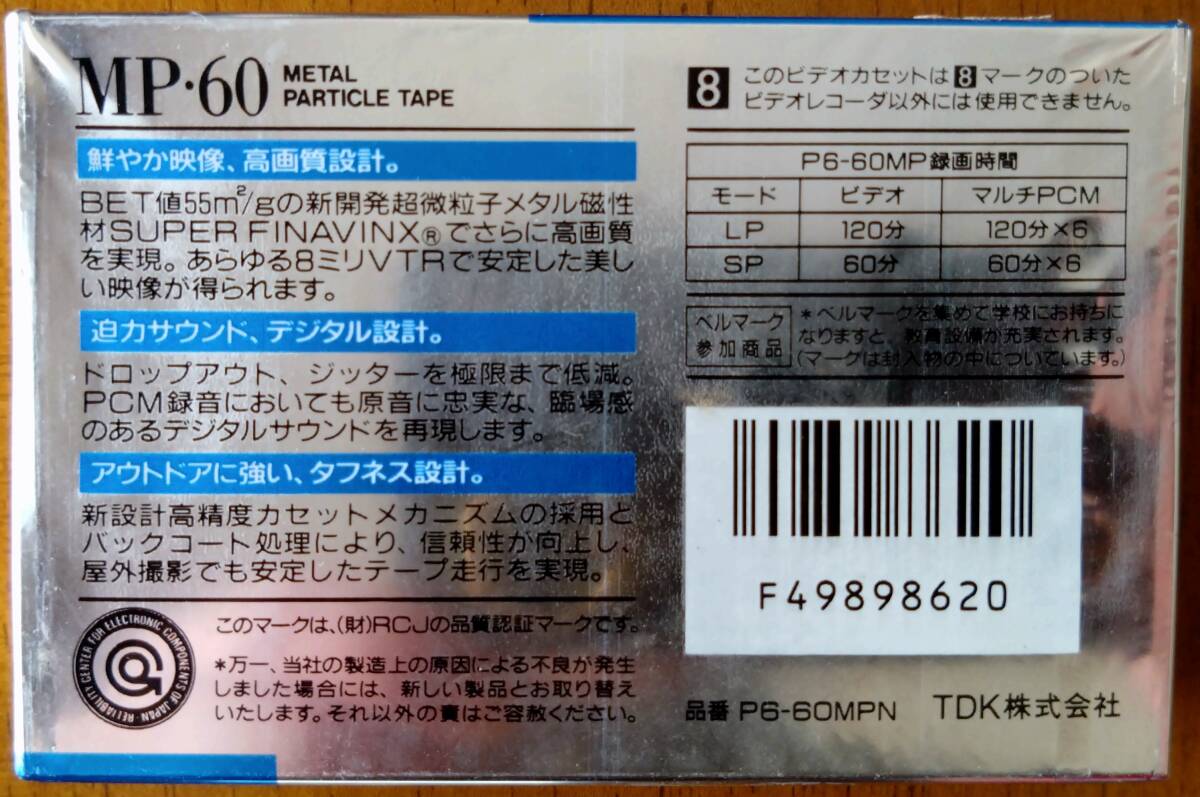 MP·60 METAL
PARTICLE TAPE
鮮やか映像、高画質設計。
BET値55m²/gの新開発超微粒子メタル磁性
材SUPER FINAVINX®でさらに高画質
を実現。あらゆる8ミリVTRで安定した美し
い映像が得られます。
迫力サウンド、デジタル設計。
ドロップアウト、ジッターを極限まで低減。
PCM録音においても原音に忠実な、臨場感
のあるデジタルサウンドを再現します。
アウトドアに強い、タフネス設計。
新設計高精度カセットメカニズムの採用と
バックコート処理により、信頼性が向上し、
屋外撮影でも安定したテープ走行を実現。
RELIABILITY CENTER FOR ELECTRONIC COMPONENTS OF JAPAN
このマークは、(財)RCJの品質認証マークです。
*万一、当社の製造上の原因による不良が発生
しました場合には、新しい製品とお取り替え
いたします。それ以外の責はご容赦ください。
8 このビデオカセットは8マークのついた
ビデオレコーダ以外には使用できません。
P6-60MP録画時間
モード ビデオ マルチPCM
LP 120分 120分×6
SP 60分 60分×6
ベルマーク
参加商品
*ベルマークを集めて学校にお持ちに
なりますと、教育設備が充実されます。
(マークは封入物の中についています。)
F49898620
品番 P6-60MPN TDK株式会社